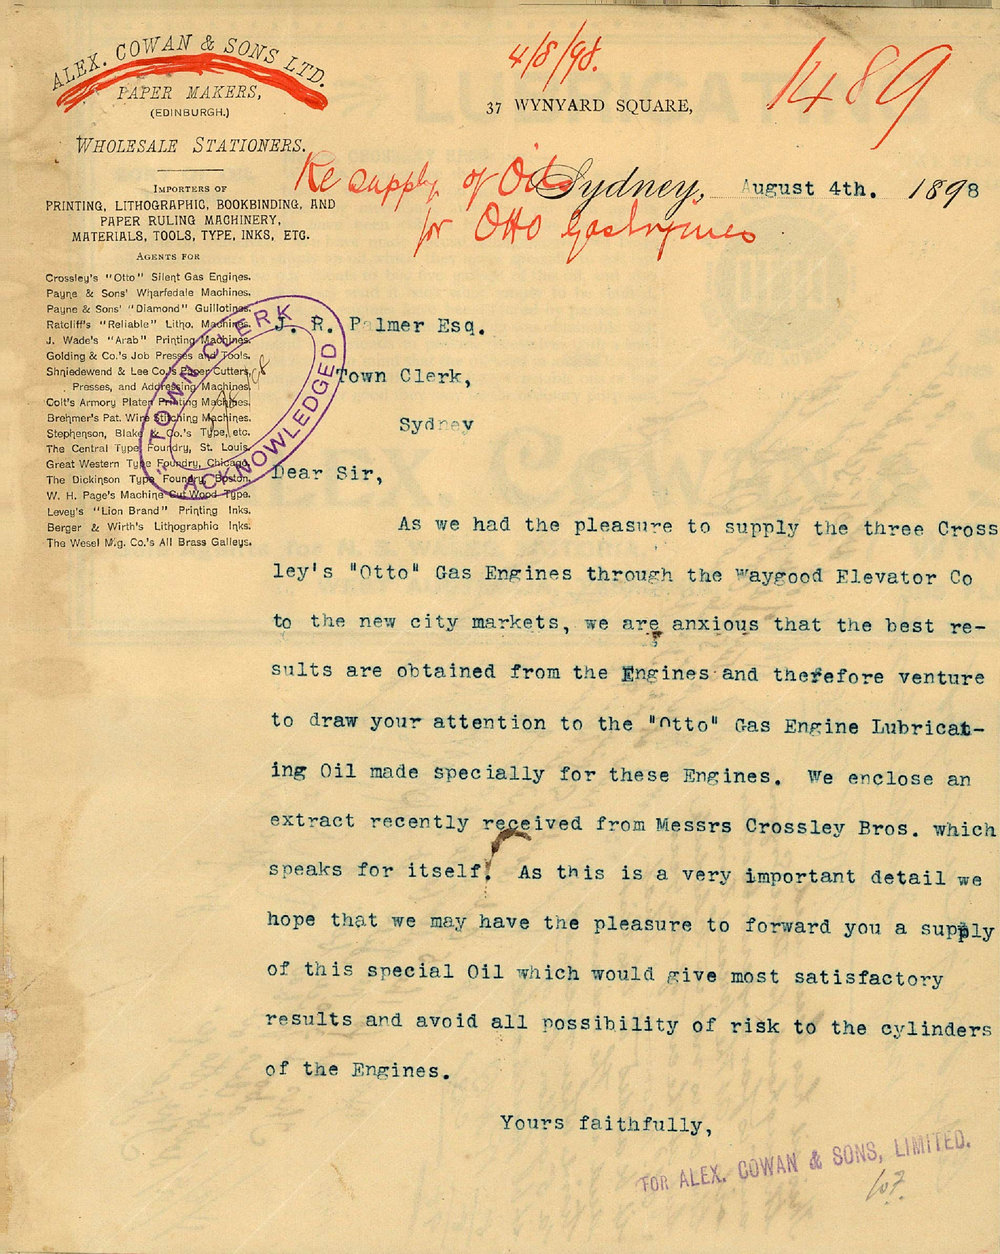 ALEX. COWAN & SONS LTD.
PAPER MAKERS,
(EDINBURGH.)
WHOLESALE STATIONERS.
IMPORTERS OF
PRINTING, LITHOGRAPHIC, BOOKBINDING, AND
PAPER RULING MACHINERY,
MATERIALS, TOOLS, TYPE, INKS, ETC.
AGENTS FOR
Crossley's "Otto" Silent Gas Engines.
Payne & Sons' Wharfedale Machines.
Payne & Sons' "Diamond" Guillotines.
Ratcliff's "Reliable" Litho. Machines.
J. Wade's "Arab" Printing Machines.
Golding & Co.'s Job Presses and Tools.
Shniedewend & Lee Co.'s Paper Cutters,
Presses, and Addressing Machines.
Colt's Armory Platen Printing Machines.
Brehmer's Pat. Wire Stitching Machines.
Stephenson, Blake & Co.'s Type, etc.
The Central Type Foundry, St. Louis.
Great Western Type Foundry, Chicago.
The Dickinson Type Foundry, Boston.
W. H. Page's Machine Cut Wood Type.
Levey's "Lion Brand" Printing Inks.
Berger & Wirth's Lithographic Inks.
The Wesel Mfg. Co.'s All Brass Galleys.
4/8/98.
1489
37 WYNYARD SQUARE,
Re supply of Oils
for Otto Gas Engines
Sydney, August 4th. 1898
TOWN CLERK
ACKNOWLEDGED
J. R. Palmer Esq.
Town Clerk,
Sydney
Dear Sir,
As we had the pleasure to supply the three Cross
ley's "Otto" Gas Engines through the Waygood Elevator Co
to the new city markets, we are anxious that the best re-
sults are obtained from the Engines and therefore venture
to draw your attention to the "Otto" Gas Engine Lubricat-
ing Oil made specially for these Engines. We enclose an
extract recently received from Messrs Crossley Bros. which
speaks for itself. As this is a very important detail we
hope that we may have the pleasure to forward you a supply
of this special Oil which would give most satisfactory
results and avoid all possibility of risk to the cylinders
of the Engines.
Yours faithfully,
FOR ALEX. COWAN & SONS, LIMITED.